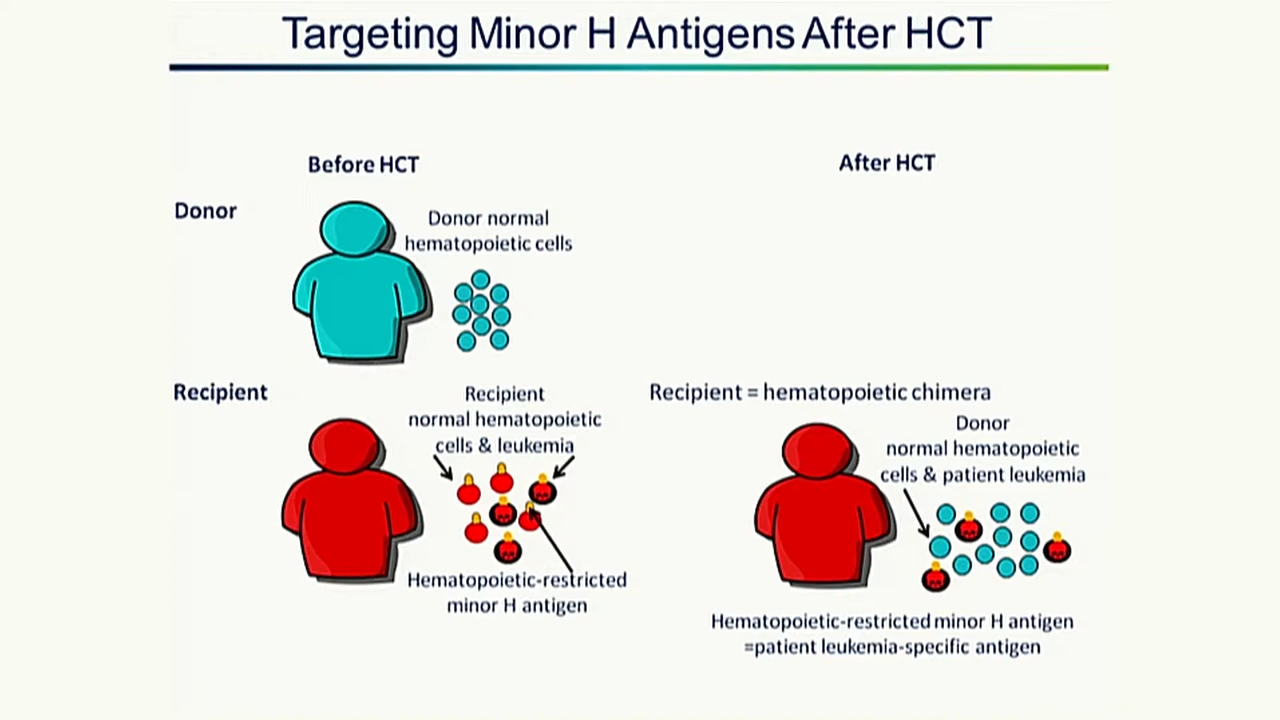 Targeting Minor H Antigens After HCT
Before HCT
After HCT
Donor
Donor normal
hematopoietic cells
Recipient
Recipient
normal hematopoietic
cells & leukemia
Hematopoietic-restricted
minor H antigen
Recipient = hematopoietic chimera
Donor
normal hematopoietic
cells & patient leukemia
Hematopoietic-restricted minor H antigen
=patient leukemia-specific antigen